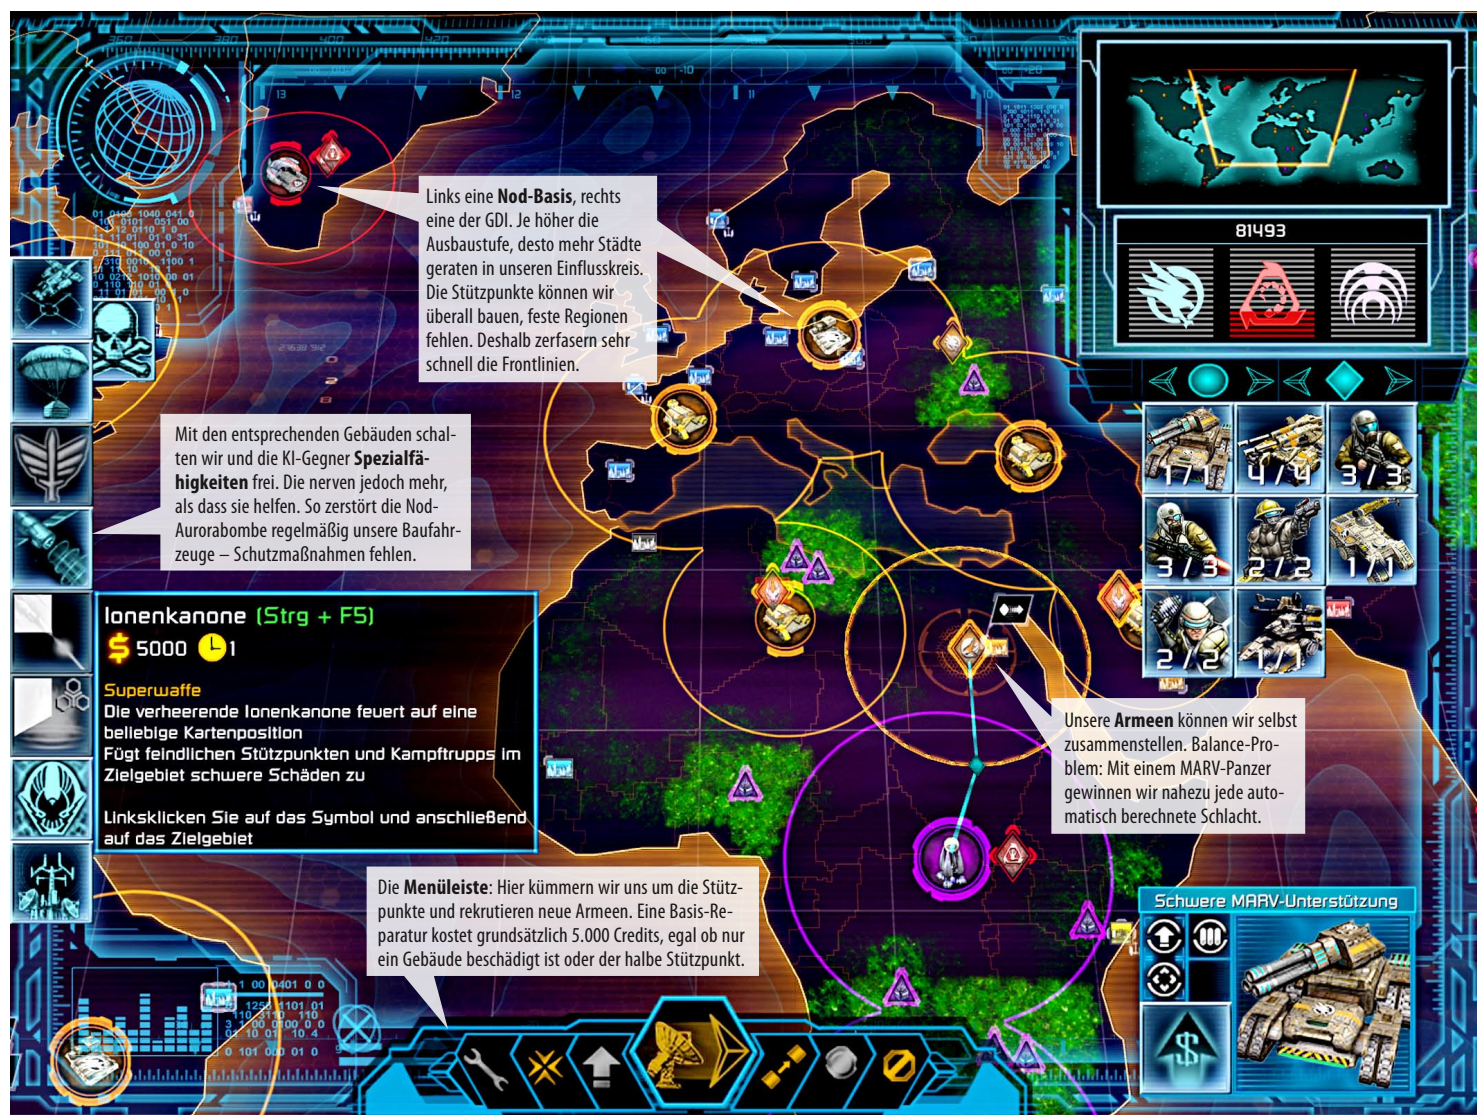 81493
Links eine Nod-Basis, rechts
eine der GDI. Je höher die
Ausbaustufe, desto mehr Städte
geraten in unseren Einflusskreis.
Die Stützpunkte können wir
überall bauen, feste Regionen
fehlen. Deshalb zerfasern sehr
schnell die Frontlinien.
Mit den entsprechenden Gebäuden schal-
ten wir und die KI-Gegner Spezialfä-
higkeiten frei. Die nerven jedoch mehr,
als dass sie helfen. So zerstört die Nod-
Aurorabombe regelmäßig unsere Baufahr-
zeuge – Schutzmaßnahmen fehlen.
1/1 4/4 3/3
3/3 2/2 1/1
2/2 1/1
Ionenkanone (Strg + F5)
5000 1
Superwaffe
Die verheerende Ionenkanone feuert auf eine
beliebige Kartenposition
Fügt feindlichen Stützpunkten und Kampftrupps im
Zielgebiet schwere Schäden zu
Linksklicken Sie auf das Symbol und anschließend
auf das Zielgebiet
Unsere Armeen können wir selbst
zusammenstellen. Balance-Pro-
blem: Mit einem MARV-Panzer
gewinnen wir nahezu jede auto-
matisch berechnete Schlacht.
Die Menüleiste: Hier kümmern wir uns um die Stütz-
punkte und rekrutieren neue Armeen. Eine Basis-Re-
paratur kostet grundsätzlich 5.000 Credits, egal ob nur
ein Gebäude beschädigt ist oder der halbe Stützpunkt.
Schwere MARV-Unterstützung